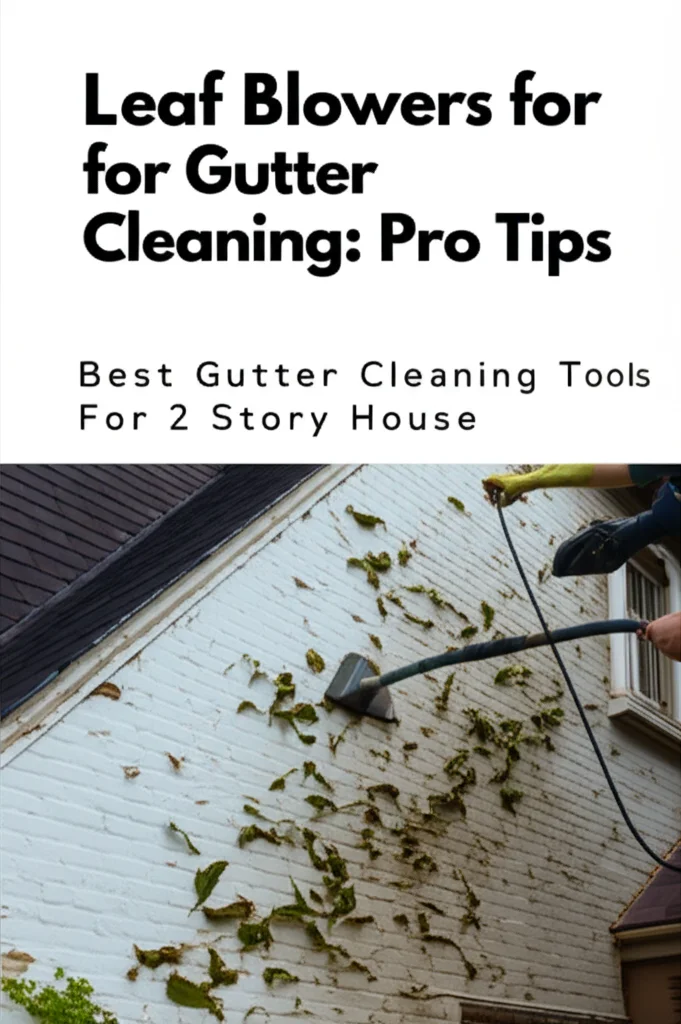 Leaf Blowers for
for Gutter
Cleaning: Pro Tips
Best Gutter Cleaning Tools
For 2 Story House